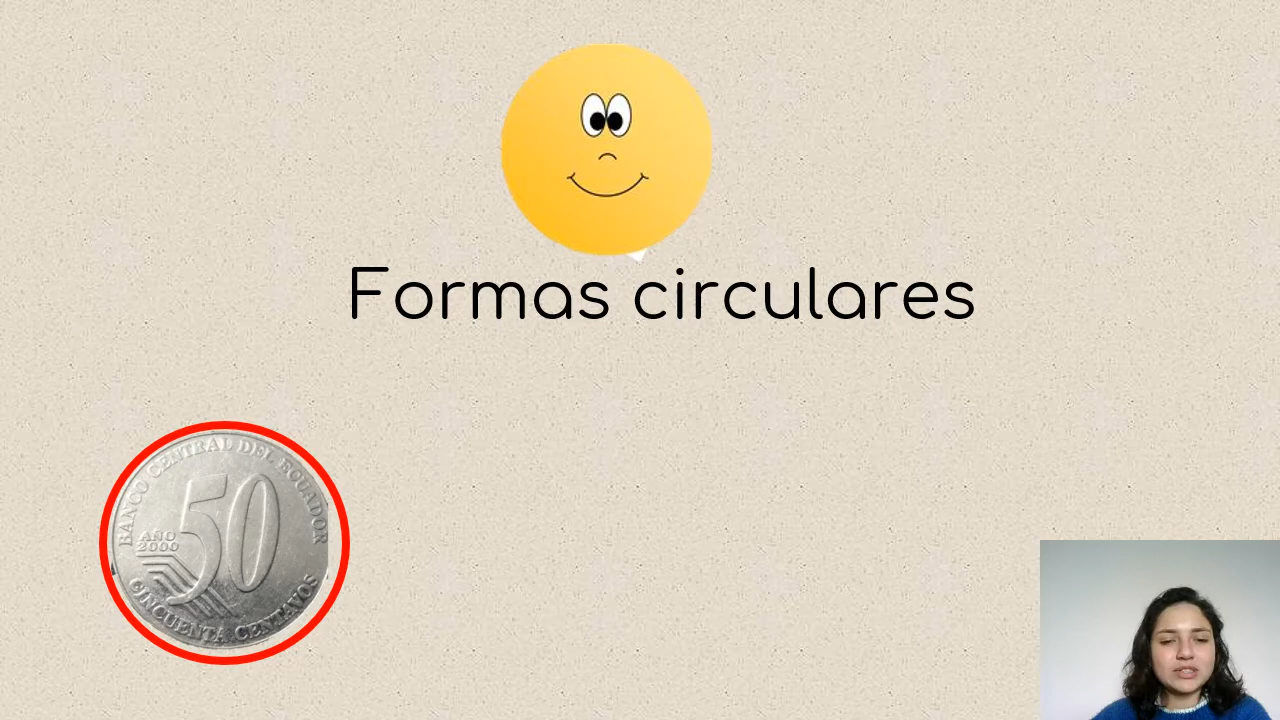 Formas circulares
BANCO CENTRAL DEL ECUADOR
50
AÑO
2000
CINCUENTA CENTAVOS